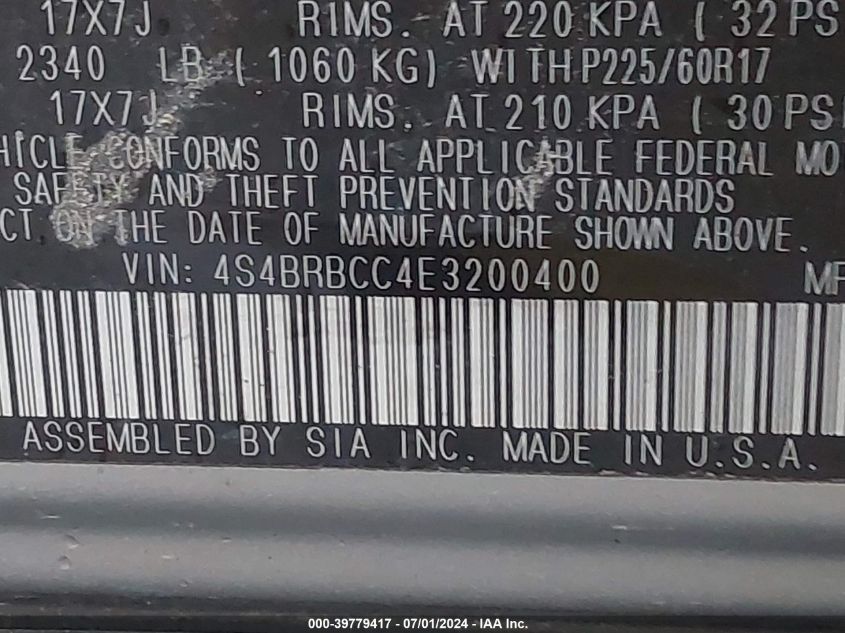 17X7J RIMS. AT 220 KPA ( 32 PS
2340 LB ( 1060 KG) WITH P225/60R17
17X7J RIMS. AT 210 KPA ( 30 PSI
HICLE CONFORMS TO ALL APPLICABLE FEDERAL MO
SAFETY AND THEFT PREVENTION STANDARDS
CT ON THE DATE OF MANUFACTURE SHOWN ABOVE.
VIN: 4S4BRBCC4E3200400 MF
ASSEMBLED BY SIA INC. MADE IN U.S.A.
000-39779417 - 07/01/2024 - IAA Inc.